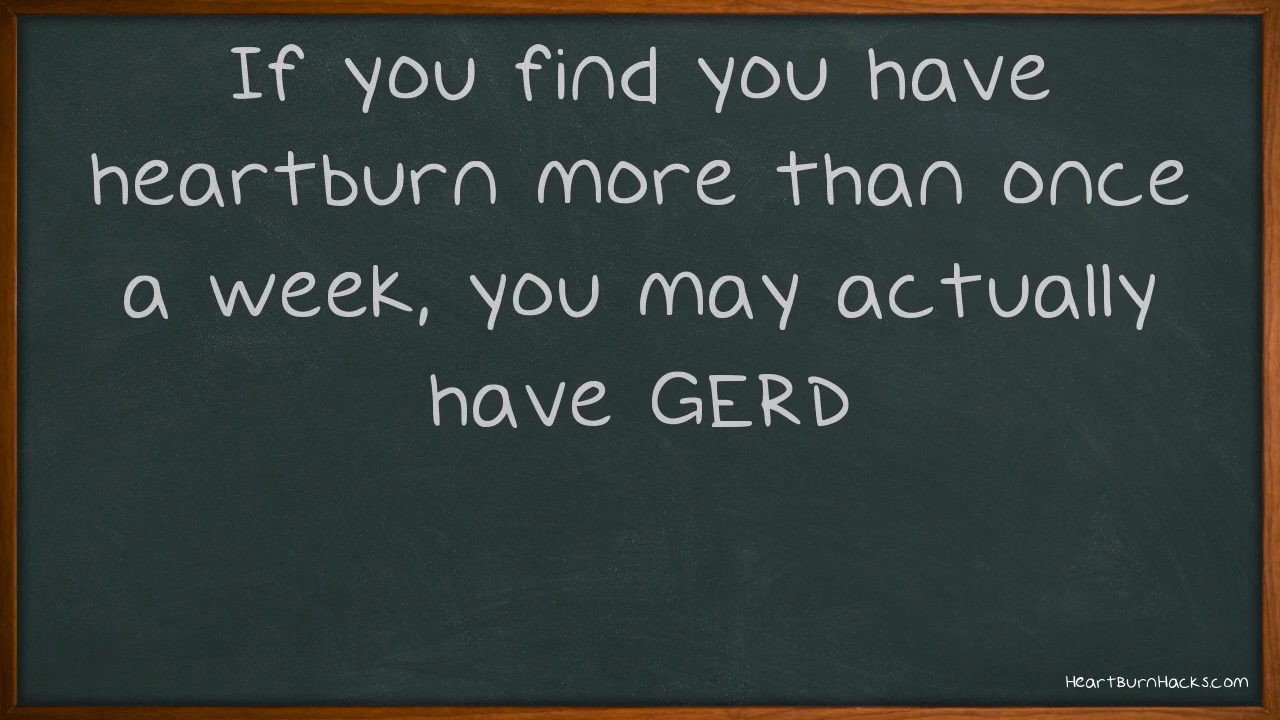 If you find you have
heartburn more than once
a week, you may actually
have GERD
HeartBurnHacks.com